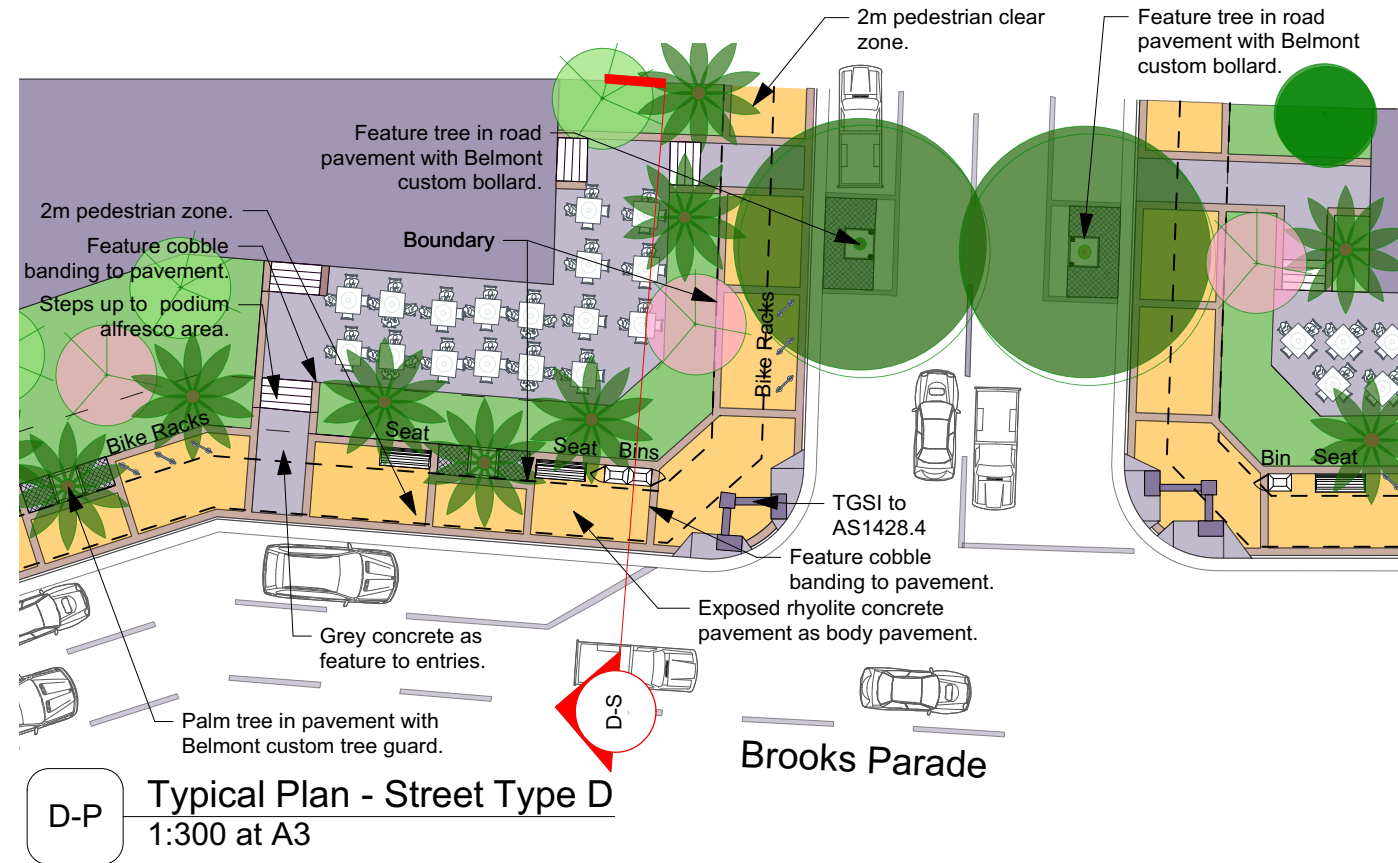 2m pedestrian clear
zone.
Feature tree in road
pavement with Belmont
custom bollard.
Feature tree in road
pavement with Belmont
custom bollard.
2m pedestrian zone.
Feature cobble
banding to pavement.
Steps up to podium
alfresco area.
Boundary
Bike Racks
Bike Racks
Seat
Seat
Bins
Bin
Seat
TGSI to
AS1428.4
Feature cobble
banding to pavement.
Exposed rhyolite concrete
pavement as body pavement.
Grey concrete as
feature to entries.
Palm tree in pavement with
Belmont custom tree guard.
D-S
Brooks Parade
D-P
Typical Plan - Street Type D
1:300 at A3